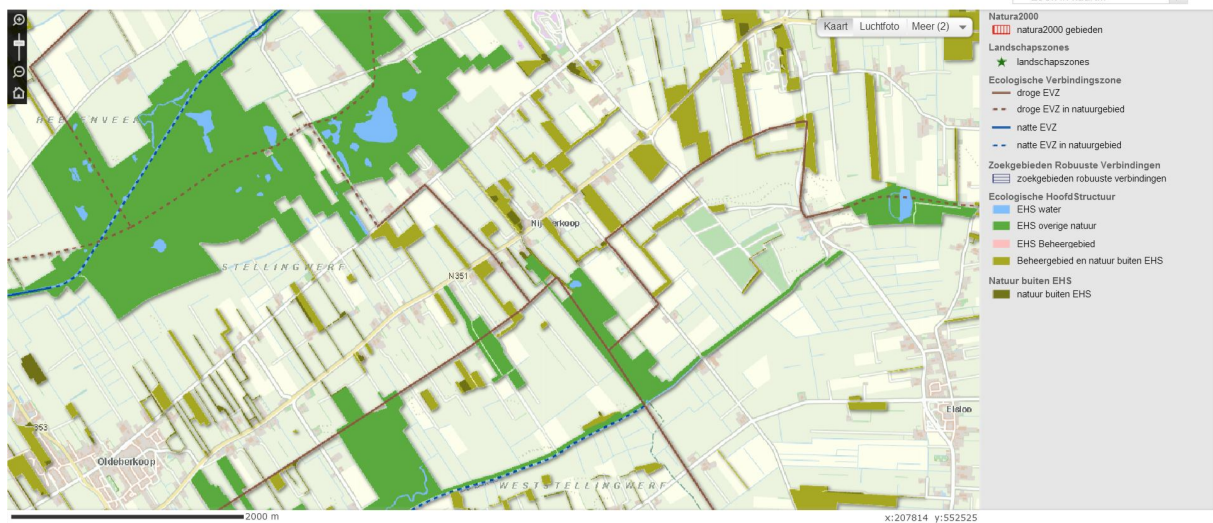 Kaart Luchtfoto Meer (2)
STELLINGWERF
N351
Oldeberkoop
WESTSTELLINGWERF
Elsloo
2000 m
x:207814 y:552525
Natura2000
natura2000 gebieden
Landschapszones
landschapszones
Ecologische Verbindingszone
droge EVZ
droge EVZ in natuurgebied
natte EVZ
natte EVZ in natuurgebied
Zoekgebieden Robuuste Verbindingen
zoekgebieden robuuste verbindingen
Ecologische HoofdStructuur
EHS water
EHS overige natuur
EHS Beheergebied
Beheergebied en natuur buiten EHS
Natuur buiten EHS
natuur buiten EHS